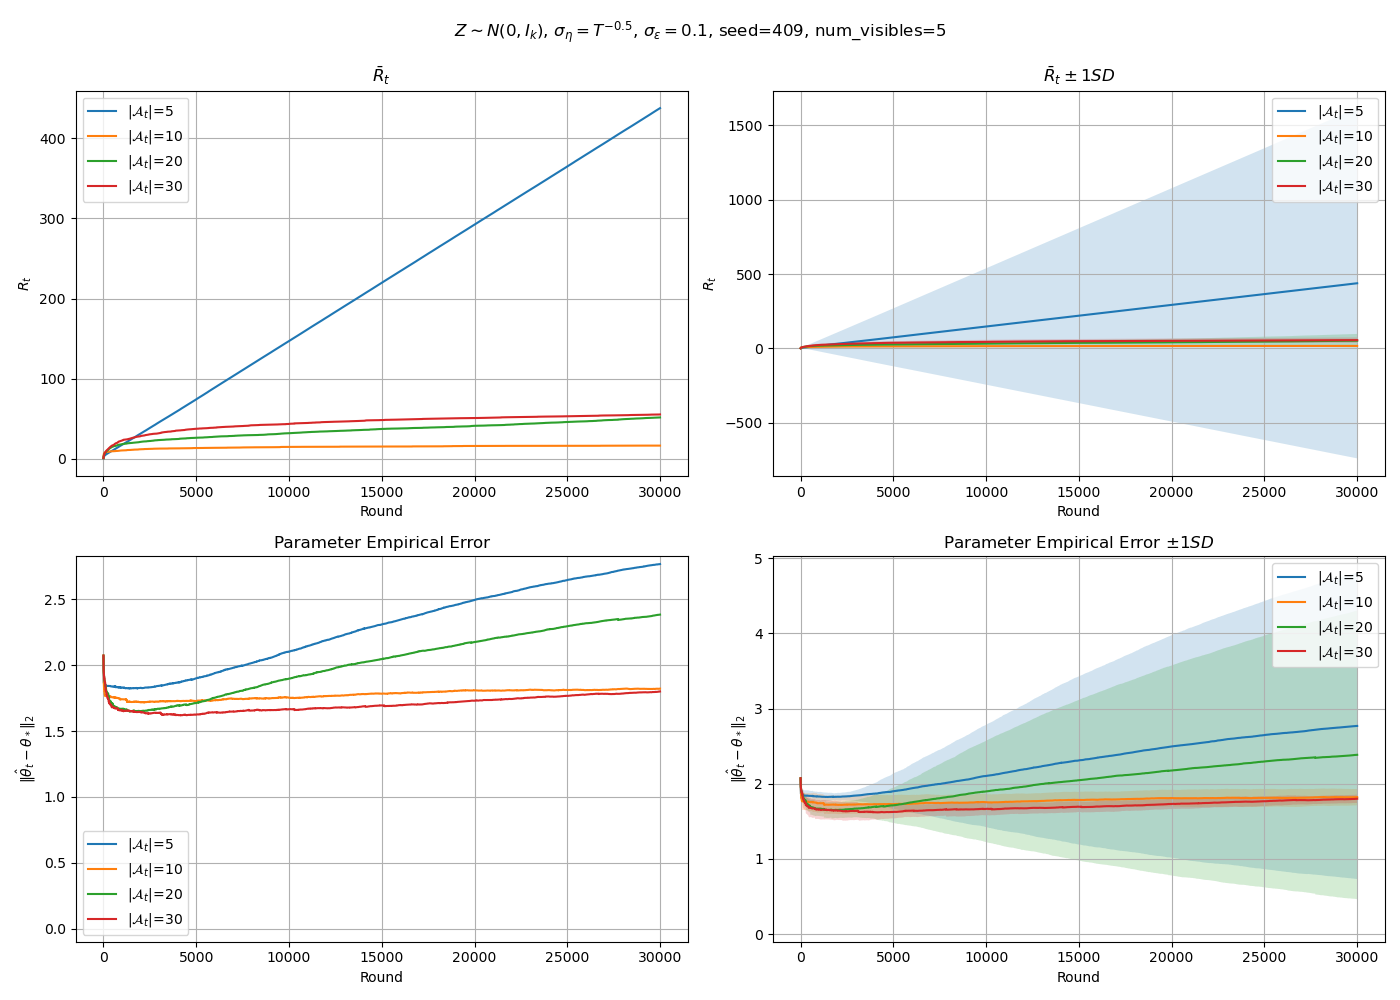 Z ∼ N(0, I_k), σ_η = T^{−0.5}, σ_ε = 0.1, seed=409, num_visibles=5
R̄_t
R_t
400
300
200
100
0
|𝒜_t|=5
|𝒜_t|=10
|𝒜_t|=20
|𝒜_t|=30
0 5000 10000 15000 20000 25000 30000
Round
R̄_t ± 1SD
R_t
1500
1000
500
0
−500
|𝒜_t|=5
|𝒜_t|=10
|𝒜_t|=20
|𝒜_t|=30
0 5000 10000 15000 20000 25000 30000
Round
Parameter Empirical Error
‖θ̂_t − θ_*‖_2
2.5
2.0
1.5
1.0
0.5
0.0
|𝒜_t|=5
|𝒜_t|=10
|𝒜_t|=20
|𝒜_t|=30
0 5000 10000 15000 20000 25000 30000
Round
Parameter Empirical Error ±1SD
‖θ̂_t − θ_*‖_2
5
4
3
2
1
0
|𝒜_t|=5
|𝒜_t|=10
|𝒜_t|=20
|𝒜_t|=30
0 5000 10000 15000 20000 25000 30000
Round